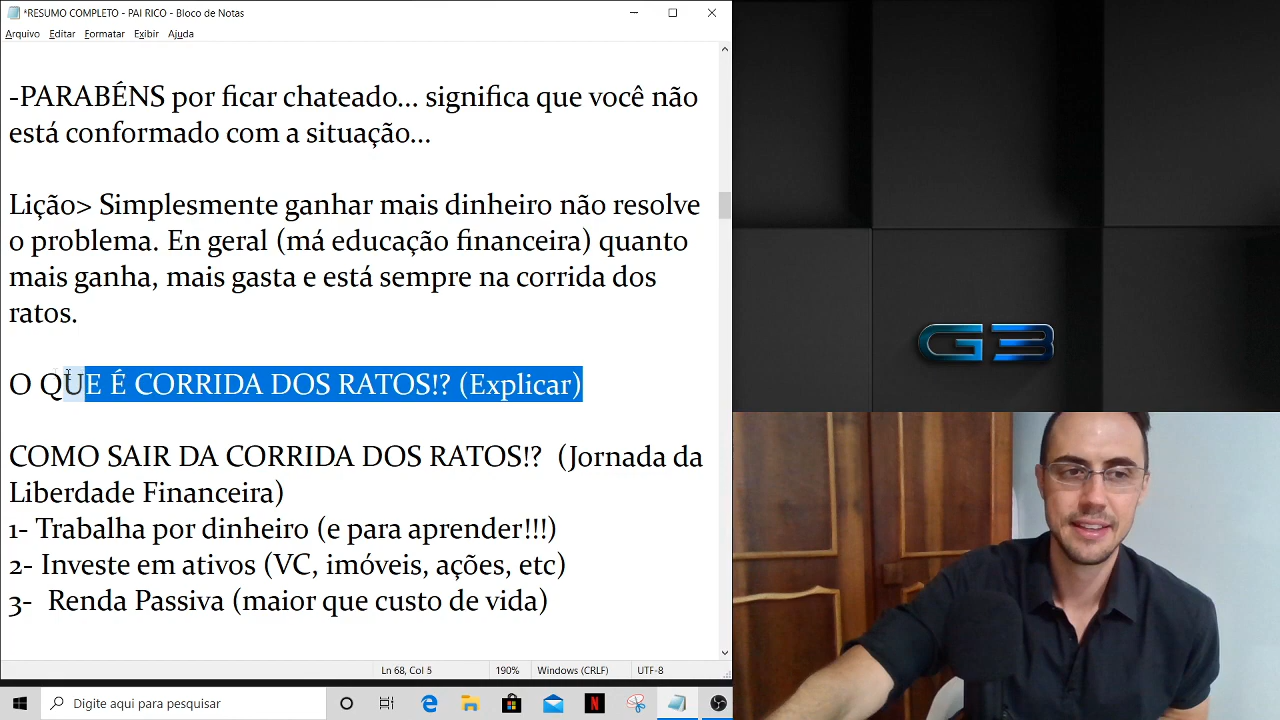 *RESUMO COMPLETO - PAI RICO - Bloco de Notas
Arquivo Editar Formatar Exibir Ajuda
-PARABÉNS por ficar chateado... significa que você não
está conformado com a situação...
Lição> Simplesmente ganhar mais dinheiro não resolve
o problema. En geral (má educação financeira) quanto
mais ganha, mais gasta e está sempre na corrida dos
ratos.
O QUE É CORRIDA DOS RATOS!? (Explicar)
COMO SAIR DA CORRIDA DOS RATOS!?  (Jornada da
Liberdade Financeira)
1- Trabalha por dinheiro (e para aprender!!!)
2- Investe em ativos (VC, imóveis, ações, etc)
3-  Renda Passiva (maior que custo de vida)
Ln 68, Col 5 190% Windows (CRLF) UTF-8
Digite aqui para pesquisar
N
G3